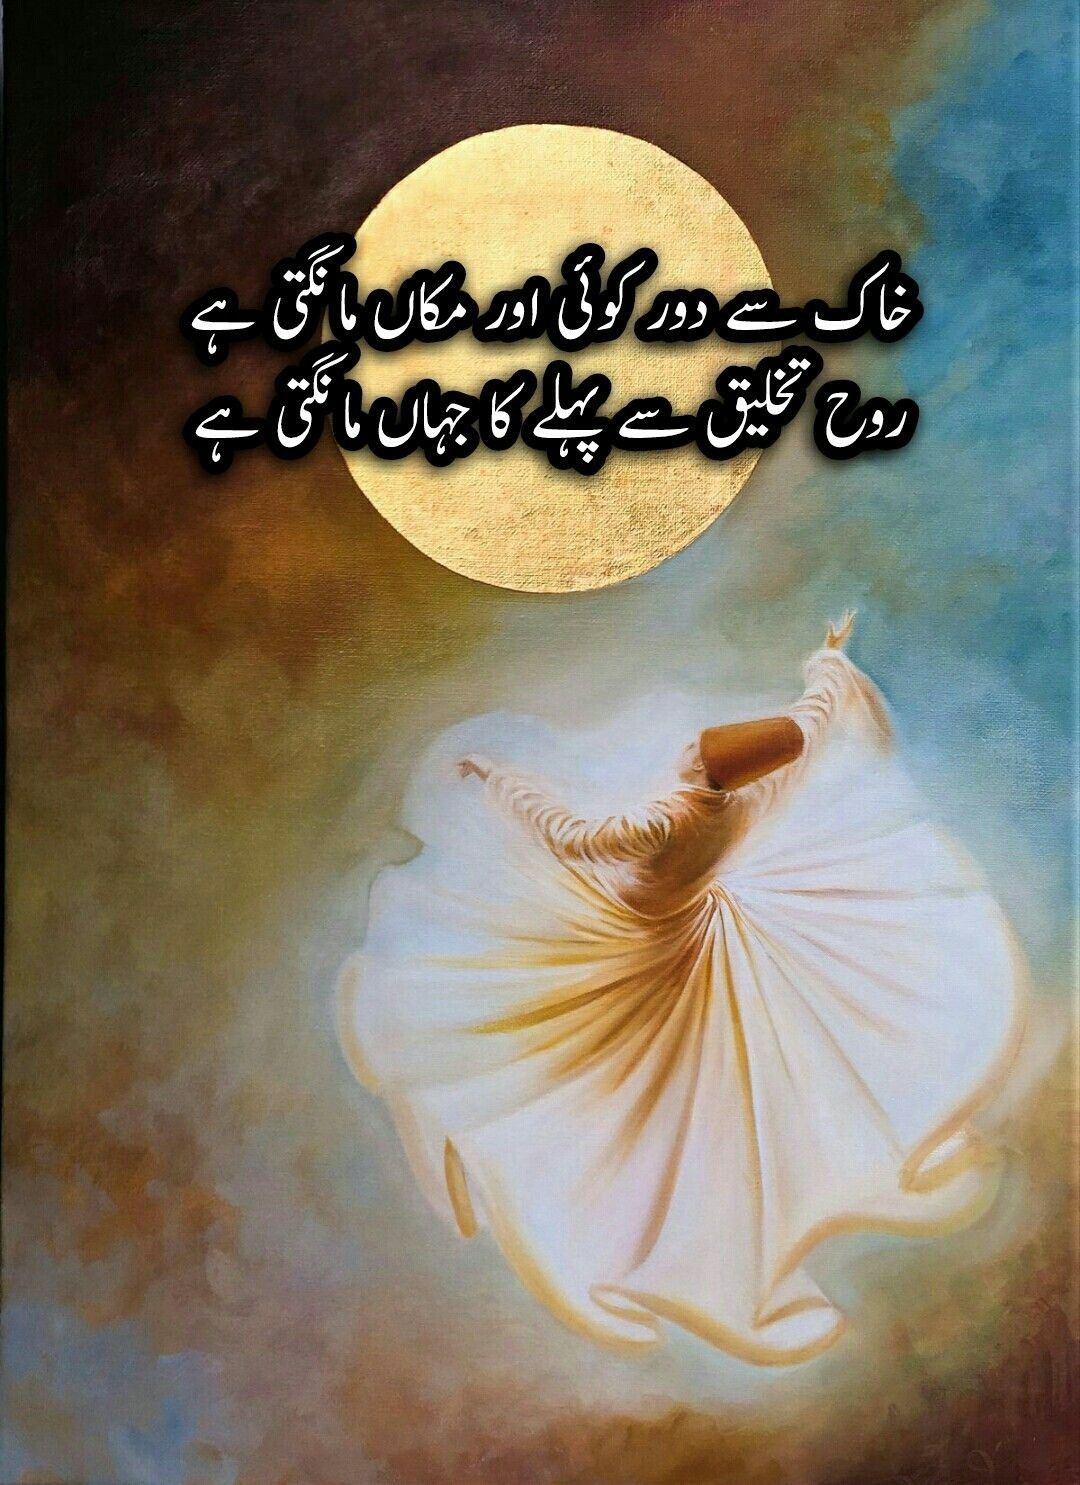 خاک سے دور کوئی اور مکاں مانگتی ہے
روح تخلیق سے پہلے کا جہاں مانگتی ہے